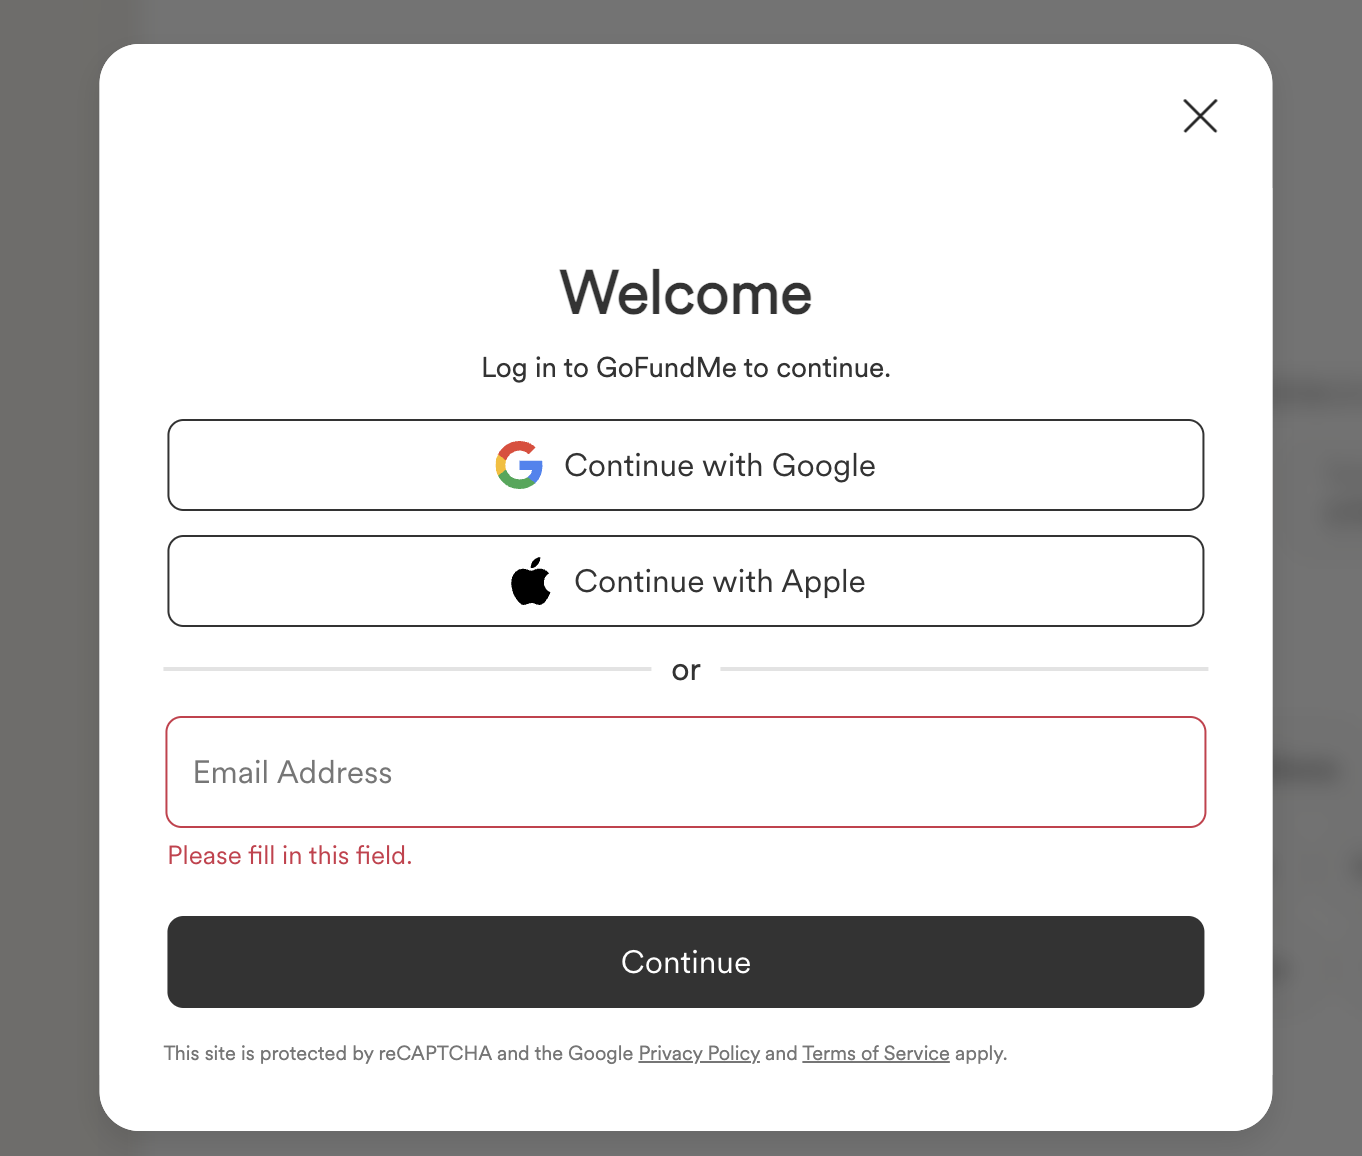 Welcome
Log in to GoFundMe to continue.
Continue with Google
Continue with Apple
or
Email Address
Please fill in this field.
Continue
This site is protected by reCAPTCHA and the Google Privacy Policy and Terms of Service apply.